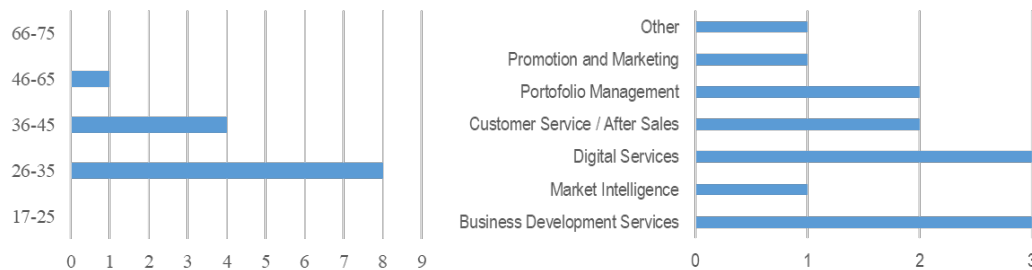 66-75
46-65
36-45
26-35
17-25
0 1 2 3 4 5 6 7 8 9
Other
Promotion and Marketing
Portofolio Management
Customer Service / After Sales
Digital Services
Market Intelligence
Business Development Services
0 1 2 3